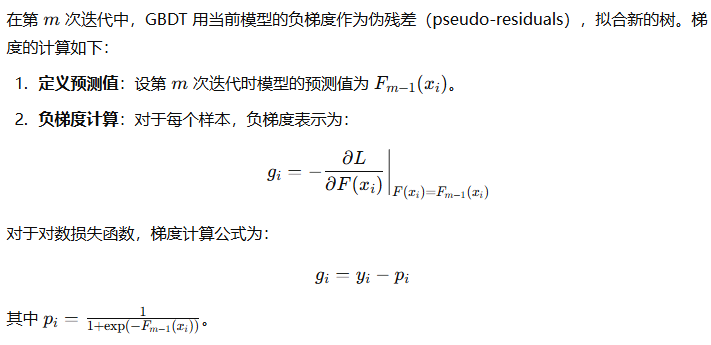 在第 $m$ 次迭代中，GBDT 用当前模型的负梯度作为伪残差（pseudo-residuals），拟合新的树。梯
度的计算如下：
1. 定义预测值：设第 $m$ 次迭代时模型的预测值为 $F_{m-1}(x_i)$。
2. 负梯度计算：对于每个样本，负梯度表示为：
$$g_i = -\frac{\partial L}{\partial F(x_i)}\bigg|_{F(x_i)=F_{m-1}(x_i)}$$
对于对数损失函数，梯度计算公式为：
$$g_i = y_i - p_i$$
其中 $p_i = \frac{1}{1+\exp(-F_{m-1}(x_i))}$。